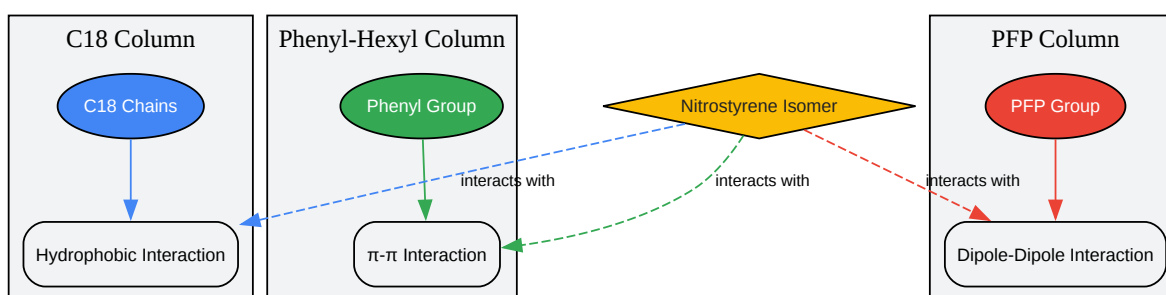 C18 Column
Phenyl-Hexyl Column
PFP Column
C18 Chains
Phenyl Group
Nitrostyrene Isomer
PFP Group
interacts with
interacts with
interacts with
Hydrophobic Interaction
π-π Interaction
Dipole-Dipole Interaction